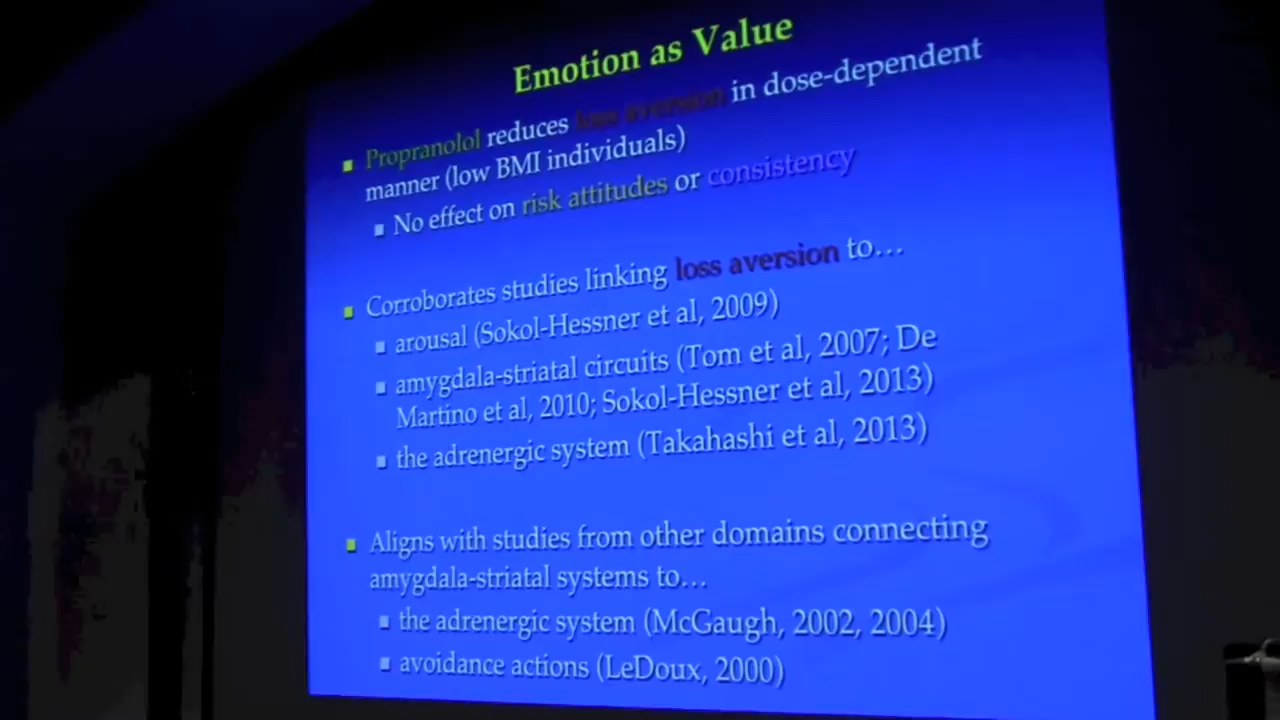 Emotion as Value
Propranolol reduces loss aversion in dose-dependent
manner (low BMI individuals)
No effect on risk attitudes or consistency
Corroborates studies linking loss aversion to…
arousal (Sokol-Hessner et al, 2009)
amygdala-striatal circuits (Tom et al, 2007; De
Martino et al, 2010; Sokol-Hessner et al, 2013)
the adrenergic system (Takahashi et al, 2013)
Aligns with studies from other domains connecting
amygdala-striatal systems to…
the adrenergic system (McGaugh, 2002, 2004)
avoidance actions (LeDoux, 2000)